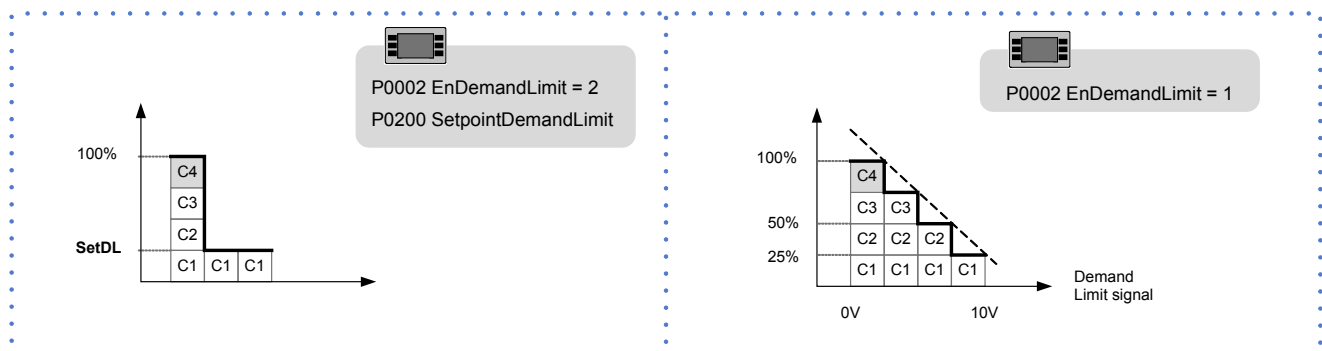 P0002 EnDemandLimit = 2
P0200 SetpointDemandLimit
100%
C4
C3
C2
SetDL
C1 C1 C1
P0002 EnDemandLimit = 1
100%
C4
C3 C3
50%
C2 C2 C2
25%
C1 C1 C1 C1
Demand
Limit signal
0V 10V